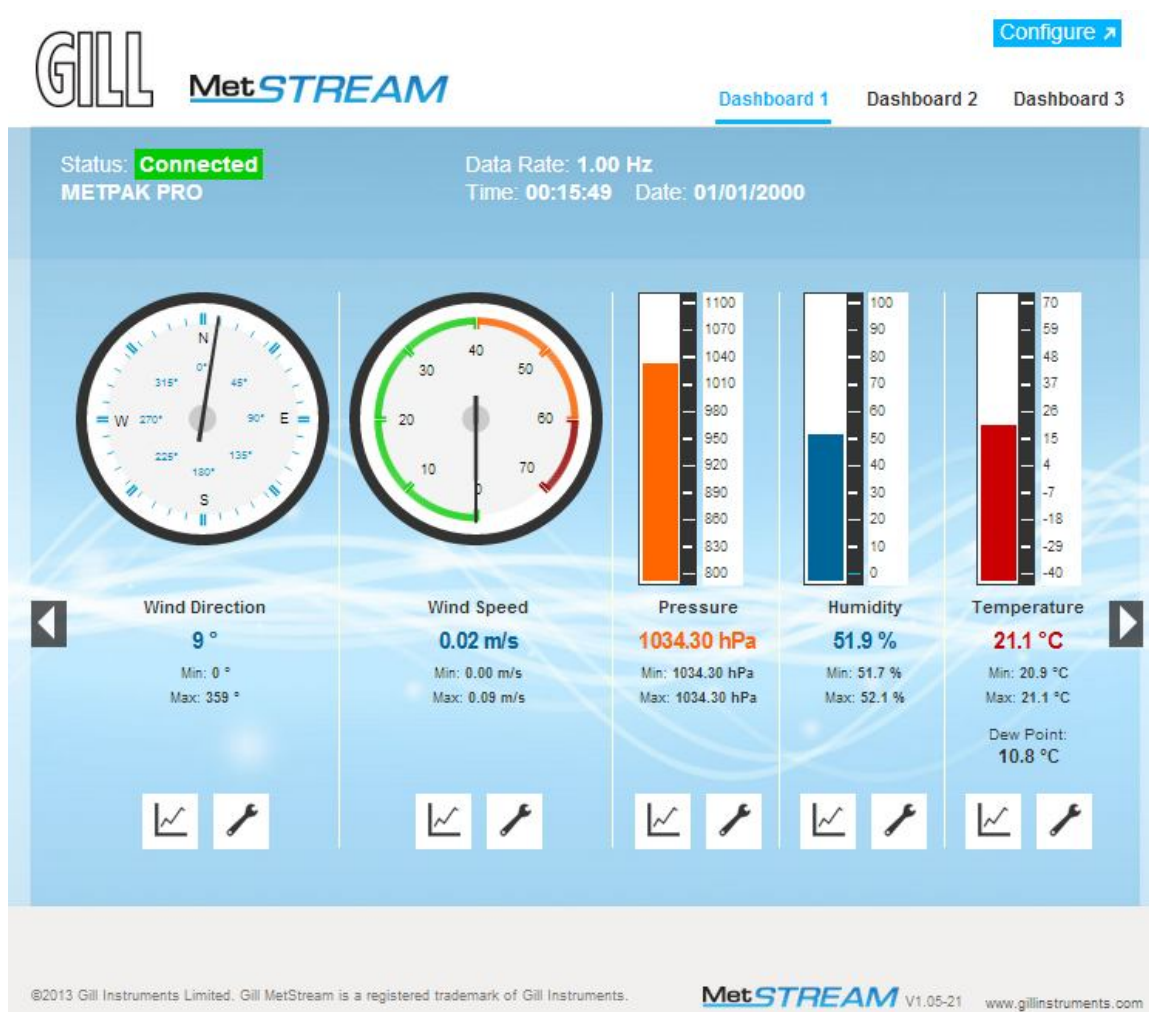 Configure
GILL
MetSTREAM
Dashboard 1 Dashboard 2 Dashboard 3
Status: Connected
METPAK PRO
Data Rate: 1.00 Hz
Time: 00:15:49 Date: 01/01/2000
N
0°
45°
90°
E
135°
180°
S
225°
270°
W
315°
0
10
20
30
40
50
60
70
1100
1070
1040
1010
980
950
920
890
860
830
800
100
90
80
70
60
50
40
30
20
10
0
70
59
48
37
26
15
4
-7
-18
-29
-40
Wind Direction
9 °
Min: 0 °
Max: 359 °
Wind Speed
0.02 m/s
Min: 0.00 m/s
Max: 0.09 m/s
Pressure
1034.30 hPa
Min: 1034.30 hPa
Max: 1034.30 hPa
Humidity
51.9 %
Min: 51.7 %
Max: 52.1 %
Temperature
21.1 °C
Min: 20.9 °C
Max: 21.1 °C
Dew Point:
10.8 °C
©2013 Gill Instruments Limited. Gill MetStream is a registered trademark of Gill Instruments.
MetSTREAM V1.05-21 www.gillinstruments.com